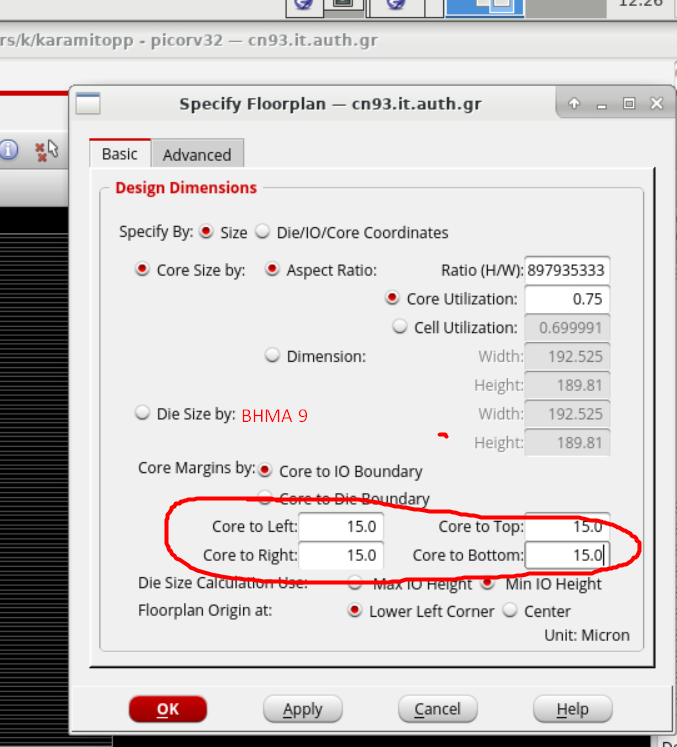 12:26
rs/k/karamitopp - picorv32 — cn93.it.auth.gr
Specify Floorplan — cn93.it.auth.gr
Basic Advanced
Design Dimensions
Specify By: Size Die/IO/Core Coordinates
Core Size by: Aspect Ratio: Ratio (H/W): 897935333
Core Utilization: 0.75
Cell Utilization: 0.699991
Dimension: Width: 192.525
Height: 189.81
Die Size by: BHMA 9 Width: 192.525
Height: 189.81
Core Margins by: Core to IO Boundary
Core to Die Boundary
Core to Left: 15.0 Core to Top: 15.0
Core to Right: 15.0 Core to Bottom: 15.0
Die Size Calculation Use: Max IO Height Min IO Height
Floorplan Origin at: Lower Left Corner Center
Unit: Micron
OK Apply Cancel Help